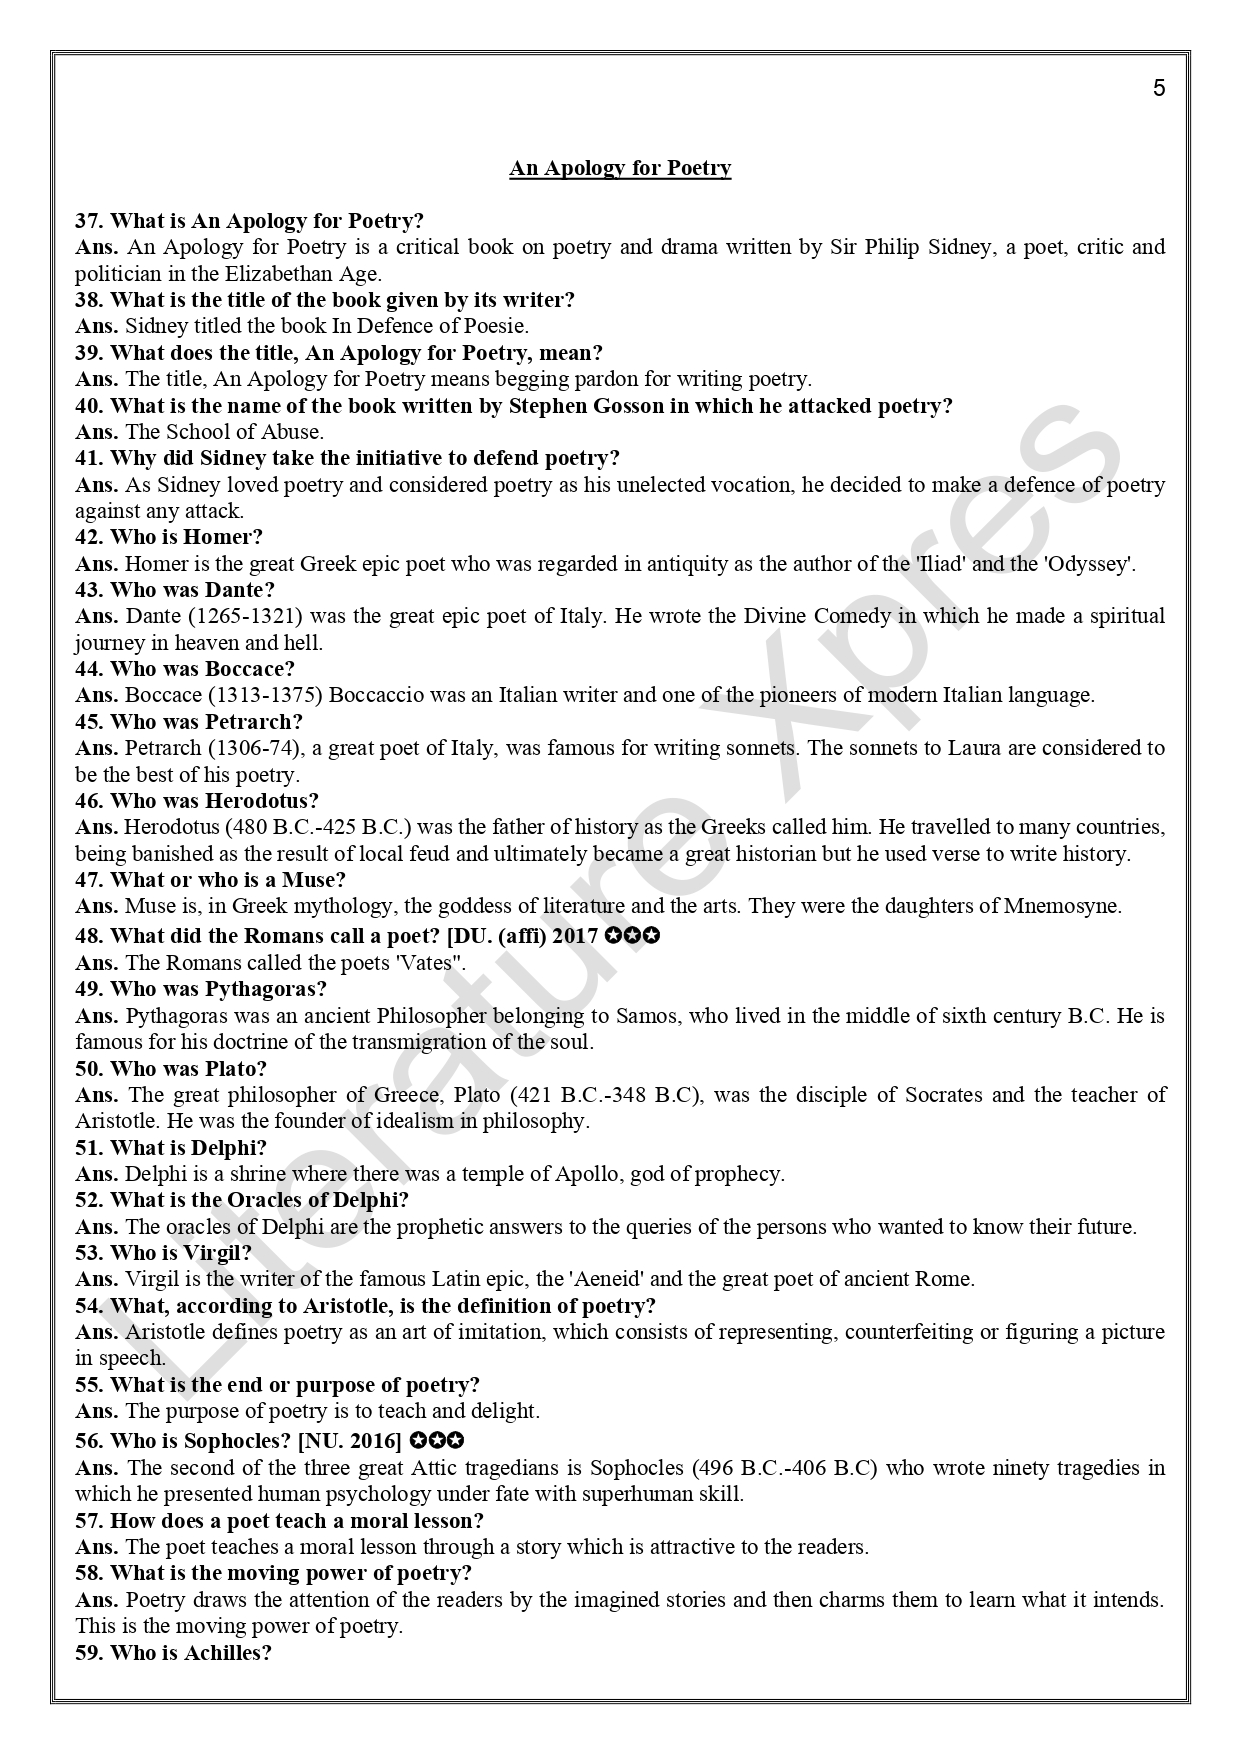 5
An Apology for Poetry
37. What is An Apology for Poetry?
Ans. An Apology for Poetry is a critical book on poetry and drama written by Sir Philip Sidney, a poet, critic and
politician in the Elizabethan Age.
38. What is the title of the book given by its writer?
Ans. Sidney titled the book In Defence of Poesie.
39. What does the title, An Apology for Poetry, mean?
Ans. The title, An Apology for Poetry means begging pardon for writing poetry.
40. What is the name of the book written by Stephen Gosson in which he attacked poetry?
Ans. The School of Abuse.
41. Why did Sidney take the initiative to defend poetry?
Ans. As Sidney loved poetry and considered poetry as his unelected vocation, he decided to make a defence of poetry
against any attack.
42. Who is Homer?
Ans. Homer is the great Greek epic poet who was regarded in antiquity as the author of the 'Iliad' and the 'Odyssey'.
43. Who was Dante?
Ans. Dante (1265-1321) was the great epic poet of Italy. He wrote the Divine Comedy in which he made a spiritual
journey in heaven and hell.
44. Who was Boccace?
Ans. Boccace (1313-1375) Boccaccio was an Italian writer and one of the pioneers of modern Italian language.
45. Who was Petrarch?
Ans. Petrarch (1306-74), a great poet of Italy, was famous for writing sonnets. The sonnets to Laura are considered to
be the best of his poetry.
46. Who was Herodotus?
Ans. Herodotus (480 B.C.-425 B.C.) was the father of history as the Greeks called him. He travelled to many countries,
being banished as the result of local feud and ultimately became a great historian but he used verse to write history.
47. What or who is a Muse?
Ans. Muse is, in Greek mythology, the goddess of literature and the arts. They were the daughters of Mnemosyne.
48. What did the Romans call a poet? [DU. (affi) 2017 ✪✪✪
Ans. The Romans called the poets 'Vates".
49. Who was Pythagoras?
Ans. Pythagoras was an ancient Philosopher belonging to Samos, who lived in the middle of sixth century B.C. He is
famous for his doctrine of the transmigration of the soul.
50. Who was Plato?
Ans. The great philosopher of Greece, Plato (421 B.C.-348 B.C), was the disciple of Socrates and the teacher of
Aristotle. He was the founder of idealism in philosophy.
51. What is Delphi?
Ans. Delphi is a shrine where there was a temple of Apollo, god of prophecy.
52. What is the Oracles of Delphi?
Ans. The oracles of Delphi are the prophetic answers to the queries of the persons who wanted to know their future.
53. Who is Virgil?
Ans. Virgil is the writer of the famous Latin epic, the 'Aeneid' and the great poet of ancient Rome.
54. What, according to Aristotle, is the definition of poetry?
Ans. Aristotle defines poetry as an art of imitation, which consists of representing, counterfeiting or figuring a picture
in speech.
55. What is the end or purpose of poetry?
Ans. The purpose of poetry is to teach and delight.
56. Who is Sophocles? [NU. 2016] ✪✪✪
Ans. The second of the three great Attic tragedians is Sophocles (496 B.C.-406 B.C) who wrote ninety tragedies in
which he presented human psychology under fate with superhuman skill.
57. How does a poet teach a moral lesson?
Ans. The poet teaches a moral lesson through a story which is attractive to the readers.
58. What is the moving power of poetry?
Ans. Poetry draws the attention of the readers by the imagined stories and then charms them to learn what it intends.
This is the moving power of poetry.
59. Who is Achilles?
Literature Xpres